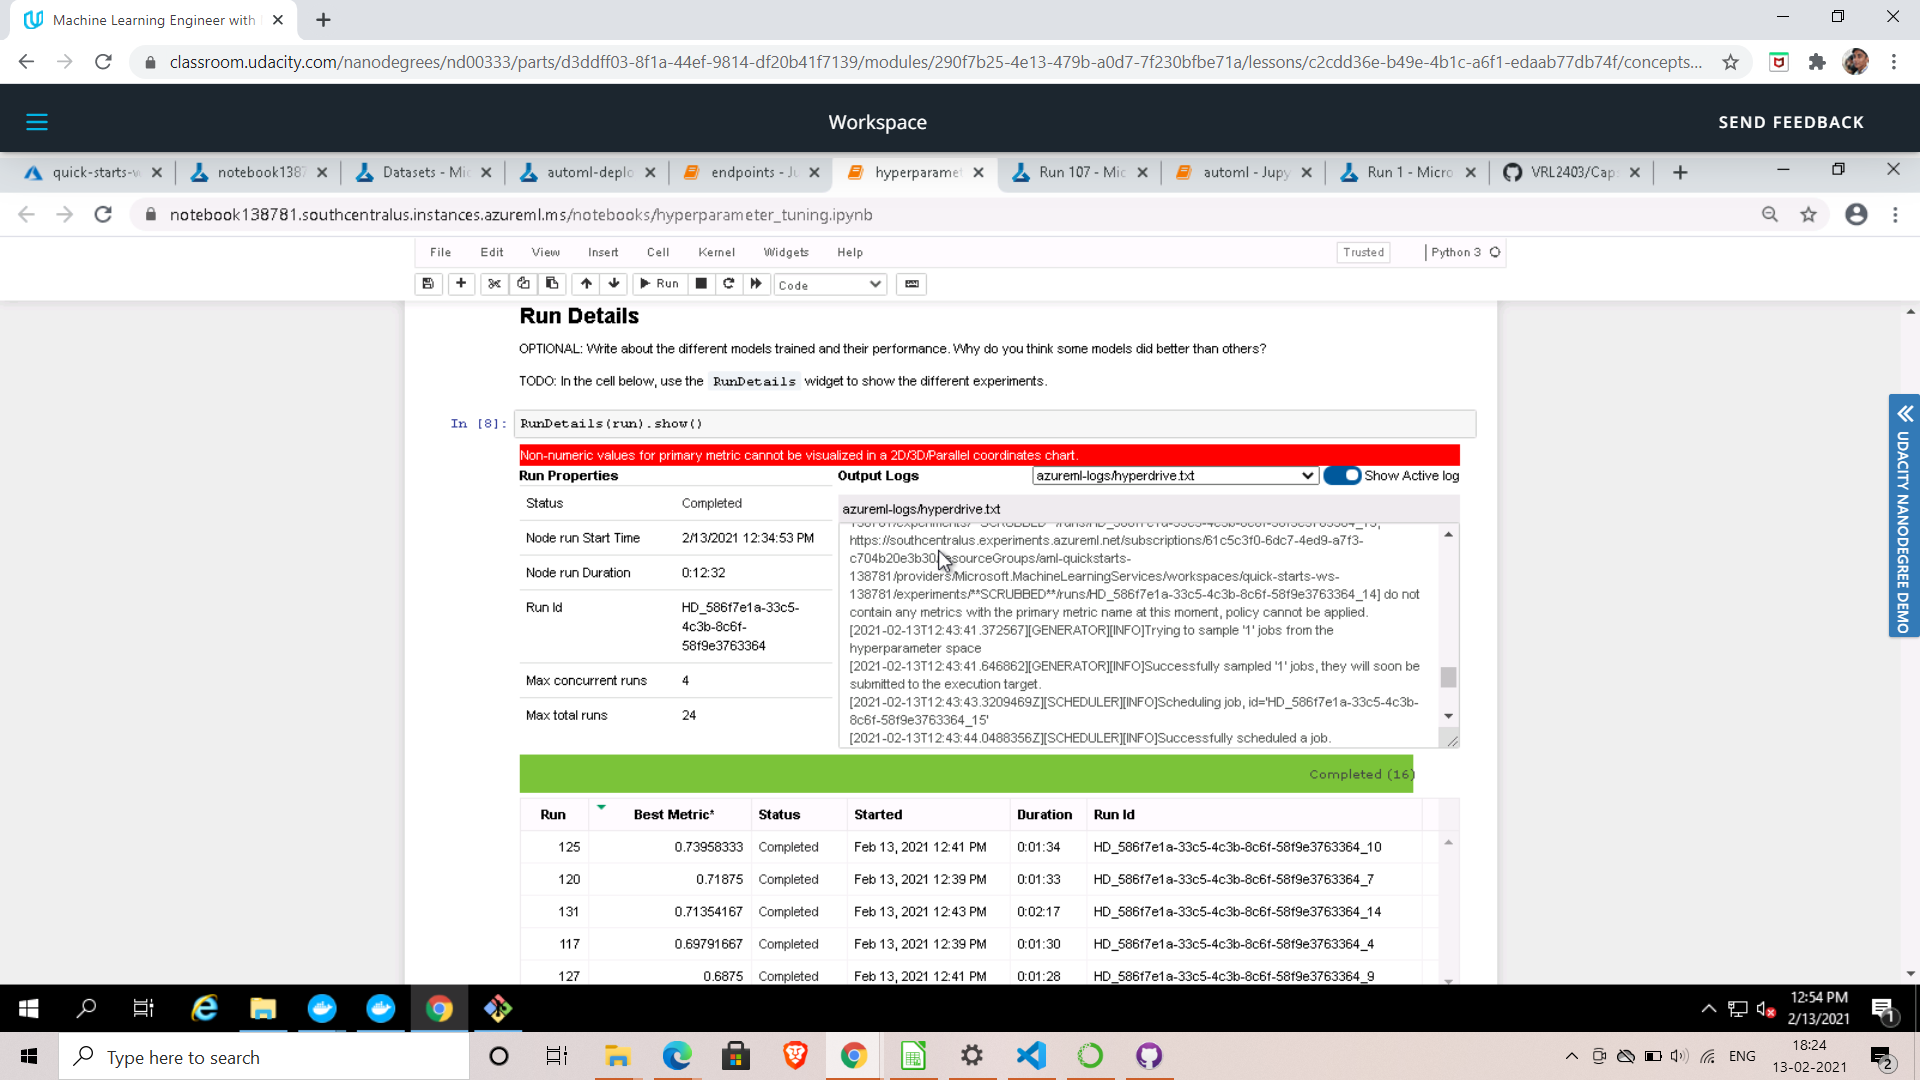 Machine Learning Engineer with
classroom.udacity.com/nanodegrees/nd00333/parts/d3ddff03-8f1a-44ef-9814-df20b41f7139/modules/290f7b25-4e13-479b-a0d7-7f230bfbe71a/lessons/c2cdd36e-b49e-4b1c-a6f1-edaab77db74f/concepts...
Workspace
SEND FEEDBACK
quick-starts-w
notebook1387
Datasets - Mic
automl-deplo
endpoints - Ju
hyperparamet
Run 107 - Mic
automl - Jupy
Run 1 - Micro
VRL2403/Cap
notebook138781.southcentralus.instances.azureml.ms/notebooks/hyperparameter_tuning.ipynb
File Edit View Insert Cell Kernel Widgets Help
Trusted
Python 3
Run
Code
Run Details
OPTIONAL: Write about the different models trained and their performance. Why do you think some models did better than others?
TODO: In the cell below, use the RunDetails widget to show the different experiments.
In [8]: RunDetails(run).show()
Non-numeric values for primary metric cannot be visualized in a 2D/3D/Parallel coordinates chart.
Run Properties
Status Completed
Node run Start Time 2/13/2021 12:34:53 PM
Node run Duration 0:12:32
Run Id HD_586f7e1a-33c5-
4c3b-8c6f-
58f9e3763364
Max concurrent runs 4
Max total runs 24
Output Logs
azureml-logs/hyperdrive.txt
Show Active log
azureml-logs/hyperdrive.txt
https://southcentralus.experiments.azureml.net/subscriptions/61c5c3f0-6dc7-4ed9-a7f3-
c704b20e3b30/resourceGroups/aml-quickstarts-
138781/providers/Microsoft.MachineLearningServices/workspaces/quick-starts-ws-
138781/experiments/**SCRUBBED**/runs/HD_586f7e1a-33c5-4c3b-8c6f-58f9e3763364_14] do not
contain any metrics with the primary metric name at this moment, policy cannot be applied.
[2021-02-13T12:43:41.372567][GENERATOR][INFO]Trying to sample '1' jobs from the
hyperparameter space
[2021-02-13T12:43:41.646862][GENERATOR][INFO]Successfully sampled '1' jobs, they will soon be
submitted to the execution target.
[2021-02-13T12:43:43.3209469Z][SCHEDULER][INFO]Scheduling job, id='HD_586f7e1a-33c5-4c3b-
8c6f-58f9e3763364_15'
[2021-02-13T12:43:44.0488356Z][SCHEDULER][INFO]Successfully scheduled a job.
Completed (16)
Run Best Metric* Status Started Duration Run Id
125 0.73958333 Completed Feb 13, 2021 12:41 PM 0:01:34 HD_586f7e1a-33c5-4c3b-8c6f-58f9e3763364_10
120 0.71875 Completed Feb 13, 2021 12:39 PM 0:01:33 HD_586f7e1a-33c5-4c3b-8c6f-58f9e3763364_7
131 0.71354167 Completed Feb 13, 2021 12:43 PM 0:02:17 HD_586f7e1a-33c5-4c3b-8c6f-58f9e3763364_14
117 0.69791667 Completed Feb 13, 2021 12:39 PM 0:01:30 HD_586f7e1a-33c5-4c3b-8c6f-58f9e3763364_4
127 0.6875 Completed Feb 13, 2021 12:41 PM 0:01:28 HD_586f7e1a-33c5-4c3b-8c6f-58f9e3763364_9
UDACITY NANODEGREE DEMO
12:54 PM
2/13/2021
1
Type here to search
ENG
18:24
13-02-2021
2